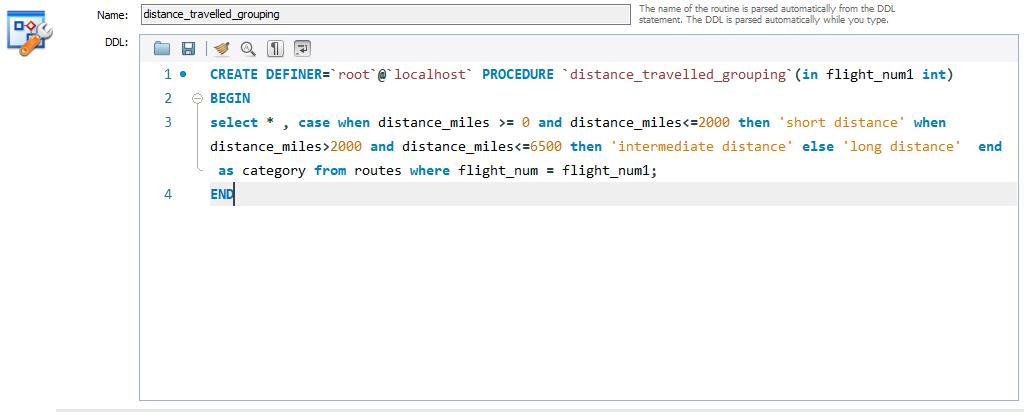 Name:
distance_travelled_grouping
The name of the routine is parsed automatically from the DDL
statement. The DDL is parsed automatically while you type.
DDL:
1 CREATE DEFINER=`root`@`localhost` PROCEDURE `distance_travelled_grouping`(in flight_num1 int)
2 BEGIN
3 select * , case when distance_miles >= 0 and distance_miles<=2000 then 'short distance' when
distance_miles>2000 and distance_miles<=6500 then 'intermediate distance' else 'long distance'  end
as category from routes where flight_num = flight_num1;
4 END